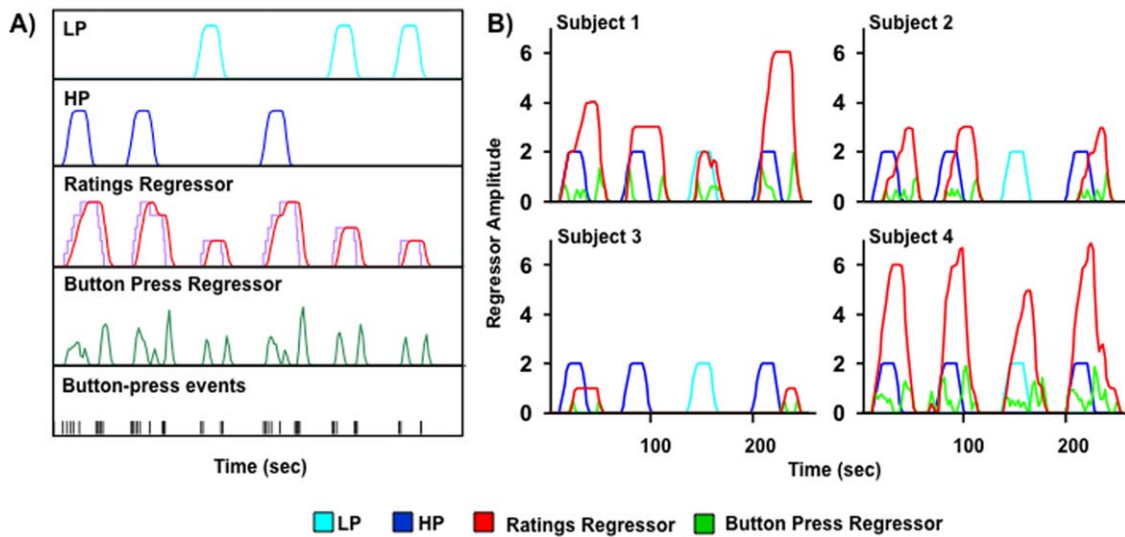 A)
LP
HP
Ratings Regressor
Button Press Regressor
Button-press events
Time (sec)
B)
Subject 1
Subject 2
6
4
2
0
6
4
2
0
Subject 3
Subject 4
6
4
2
0
6
4
2
0
Regressor Amplitude
100
200
100
200
Time (sec)
LP
HP
Ratings Regressor
Button Press Regressor